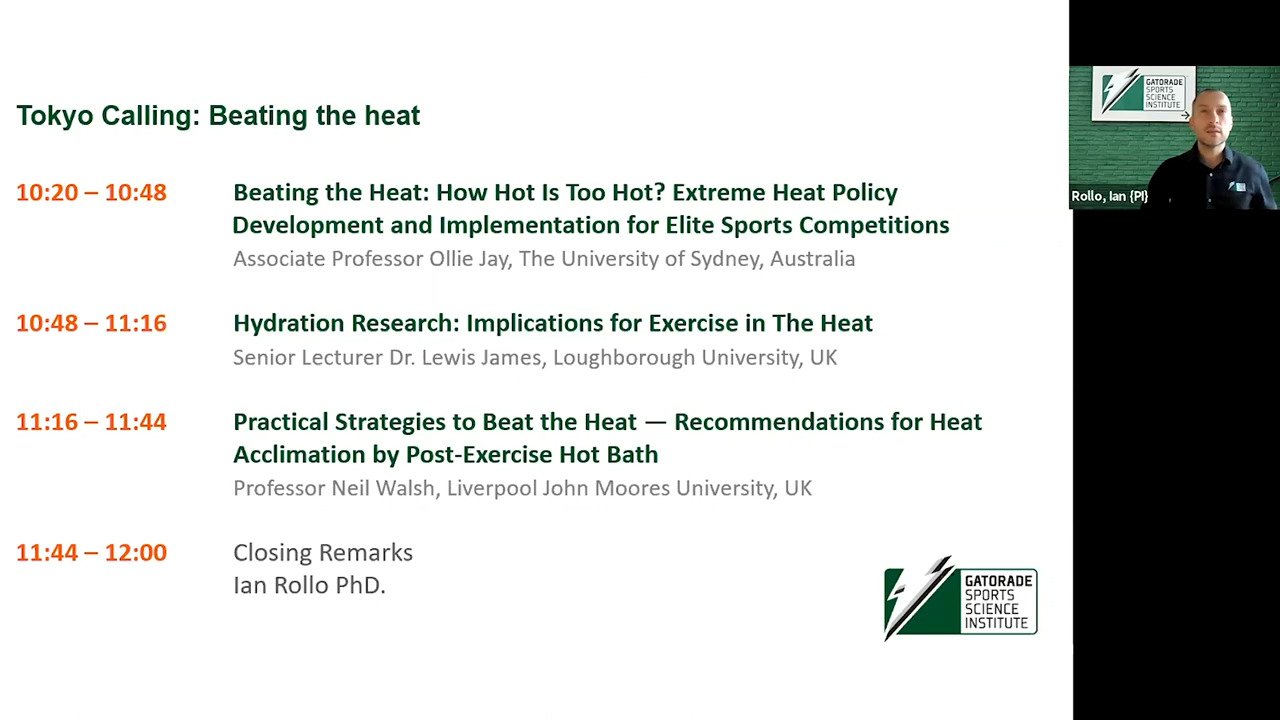 Tokyo Calling: Beating the heat
10:20 – 10:48
Beating the Heat: How Hot Is Too Hot? Extreme Heat Policy
Development and Implementation for Elite Sports Competitions
Associate Professor Ollie Jay, The University of Sydney, Australia
10:48 – 11:16
Hydration Research: Implications for Exercise in The Heat
Senior Lecturer Dr. Lewis James, Loughborough University, UK
11:16 – 11:44
Practical Strategies to Beat the Heat — Recommendations for Heat
Acclimation by Post-Exercise Hot Bath
Professor Neil Walsh, Liverpool John Moores University, UK
11:44 – 12:00
Closing Remarks
Ian Rollo PhD.
GATORADE
SPORTS
SCIENCE
INSTITUTE
GATORADE
SPORTS
SCIENCE
INSTITUTE
Rollo, Ian {PI}